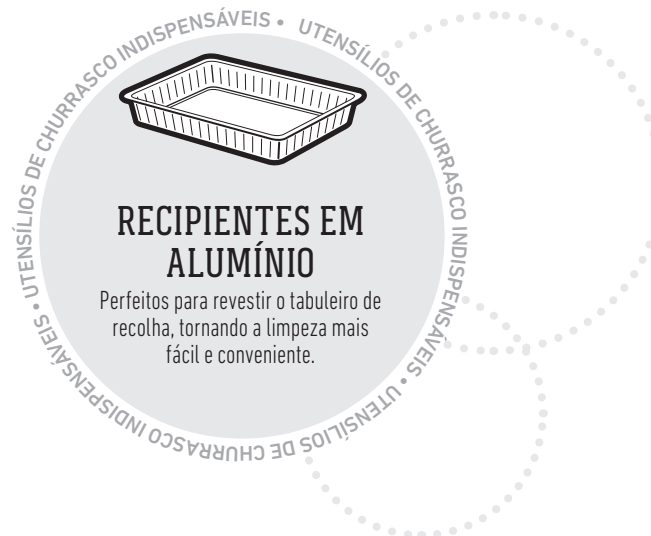 UTENSÍLIOS DE CHURRASCO INDISPENSÁVEIS • UTENSÍLIOS DE CHURRASCO INDISPENSÁVEIS • UTENSÍLIOS DE CHURRASCO INDISPENSÁVEIS •
RECIPIENTES EM
ALUMÍNIO
Perfeitos para revestir o tabuleiro de
recolha, tornando a limpeza mais
fácil e conveniente.